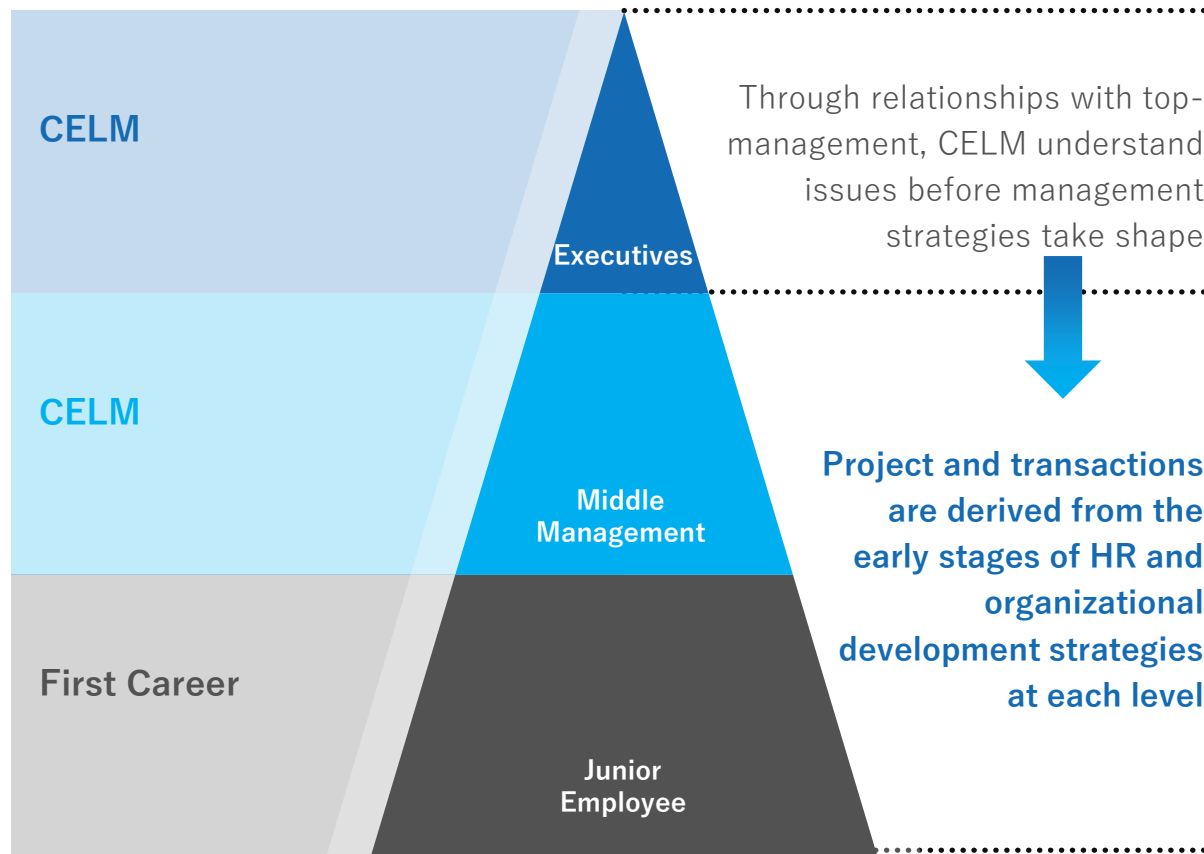 CELM
Executives
Through relationships with top-
management, CELM understand
issues before management
strategies take shape
CELM
Middle
Management
Project and transactions
are derived from the
early stages of HR and
organizational
development strategies
at each level
First Career
Junior
Employee